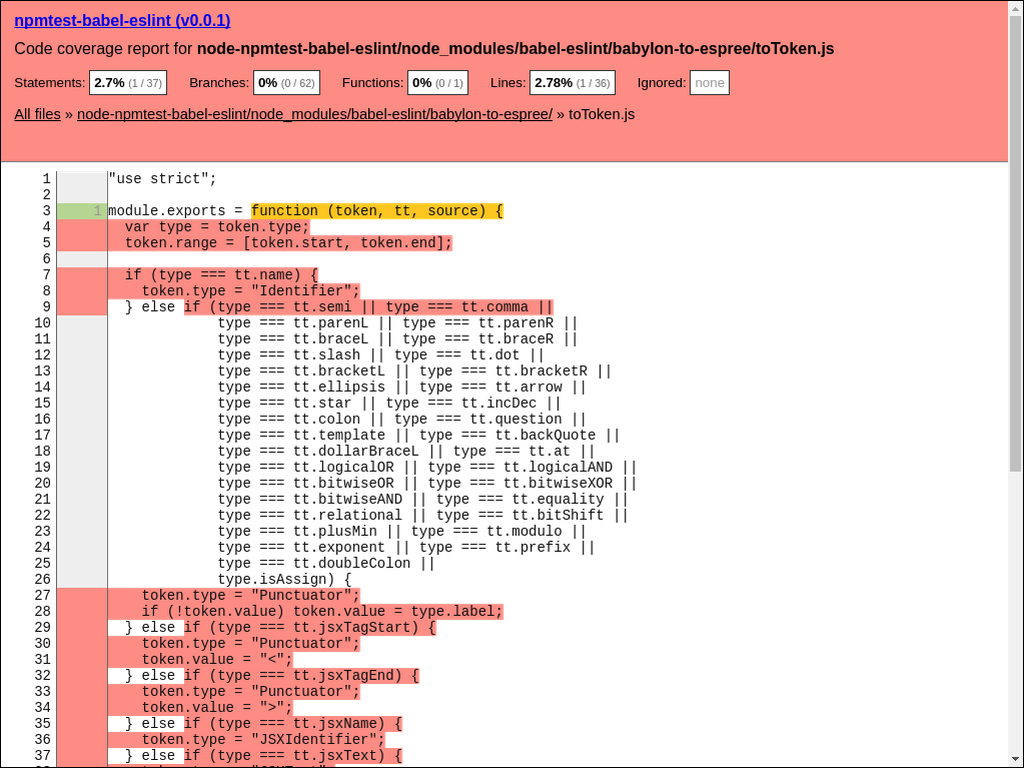 npmtest-babel-eslint (v0.0.1)
Code coverage report for node-npmtest-babel-eslint/node_modules/babel-eslint/babylon-to-espree/toToken.js
Statements: 2.7% (1 / 37) Branches: 0% (0 / 62) Functions: 0% (0 / 1) Lines: 2.78% (1 / 36) Ignored: none
All files » node-npmtest-babel-eslint/node_modules/babel-eslint/babylon-to-espree/ » toToken.js
1 "use strict";
2
3 1 module.exports = function (token, tt, source) {
4 var type = token.type;
5 token.range = [token.start, token.end];
6
7 if (type === tt.name) {
8 token.type = "Identifier";
9 } else if (type === tt.semi || type === tt.comma ||
10 type === tt.parenL || type === tt.parenR ||
11 type === tt.braceL || type === tt.braceR ||
12 type === tt.slash || type === tt.dot ||
13 type === tt.bracketL || type === tt.bracketR ||
14 type === tt.ellipsis || type === tt.arrow ||
15 type === tt.star || type === tt.incDec ||
16 type === tt.colon || type === tt.question ||
17 type === tt.template || type === tt.backQuote ||
18 type === tt.dollarBraceL || type === tt.at ||
19 type === tt.logicalOR || type === tt.logicalAND ||
20 type === tt.bitwiseOR || type === tt.bitwiseXOR ||
21 type === tt.bitwiseAND || type === tt.equality ||
22 type === tt.relational || type === tt.bitShift ||
23 type === tt.plusMin || type === tt.modulo ||
24 type === tt.exponent || type === tt.prefix ||
25 type === tt.doubleColon ||
26 type.isAssign) {
27 token.type = "Punctuator";
28 if (!token.value) token.value = type.label;
29 } else if (type === tt.jsxTagStart) {
30 token.type = "Punctuator";
31 token.value = "<";
32 } else if (type === tt.jsxTagEnd) {
33 token.type = "Punctuator";
34 token.value = ">";
35 } else if (type === tt.jsxName) {
36 token.type = "JSXIdentifier";
37 } else if (type === tt.jsxText) {